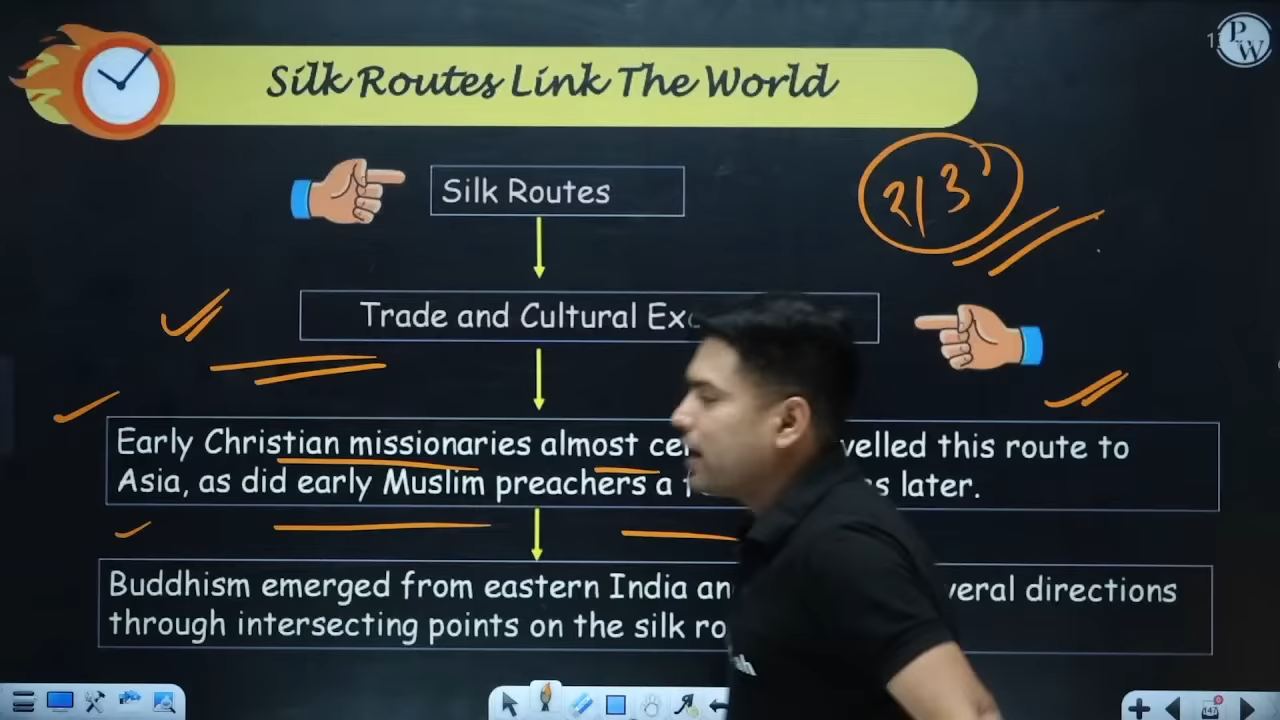 Silk Routes Link The World
PW
2/3
Silk Routes
Trade and Cultural Exc
Early Christian missionaries almost ce velled this route to
Asia, as did early Muslim preachers a f s later.
Buddhism emerged from eastern India an veral directions
through intersecting points on the silk ro
147